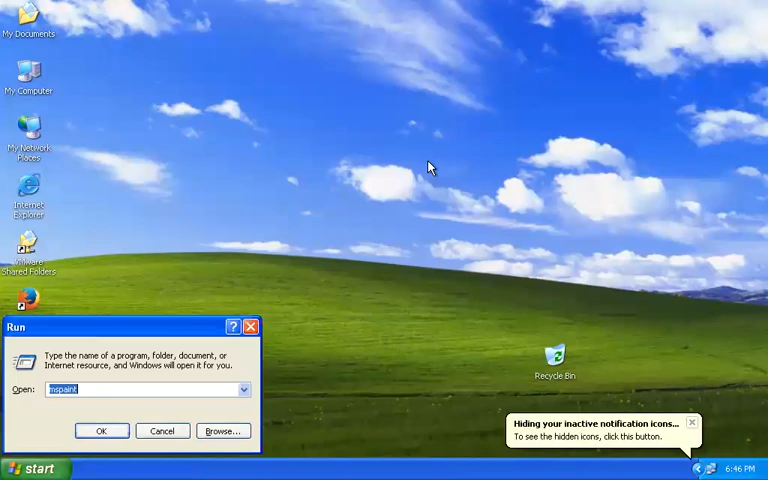 My Documents
My Computer
My Network
Places
Internet
Explorer
VMware
Shared Folders
Run
Type the name of a program, folder, document, or
Internet resource, and Windows will open it for you.
Open:
mspaint
OK
Cancel
Browse...
Recycle Bin
Hiding your inactive notification icons...
To see the hidden icons, click this button.
start
6:46 PM